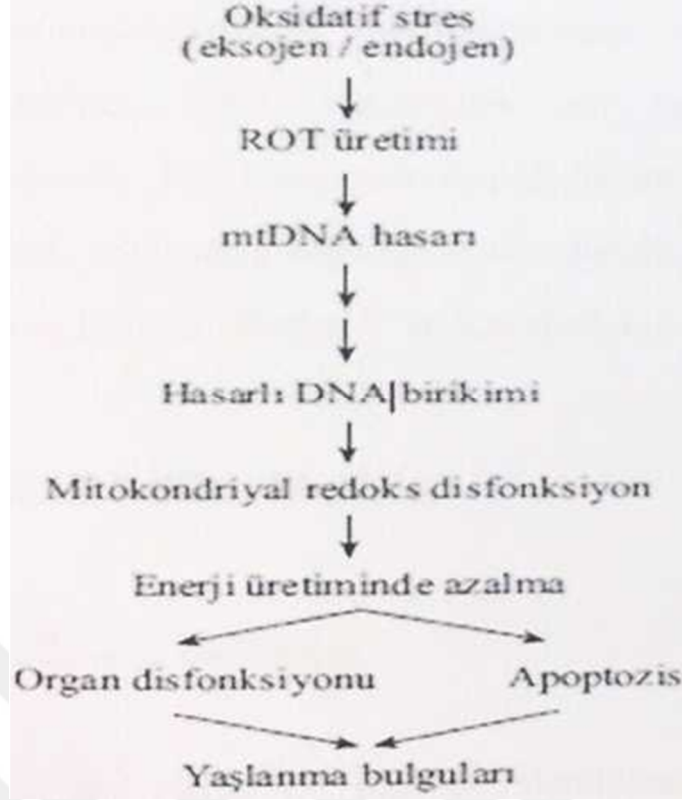 Oksidatif stres
(eksojen / endojen)
ROT üretimi
mtDNA hasarı
Hasarlı DNA|birikimi
Mitokondriyal redoks disfonksiyon
Enerji üretiminde azalma
Organ disfonksiyonu Apoptozis
Yaşlanma bulguları